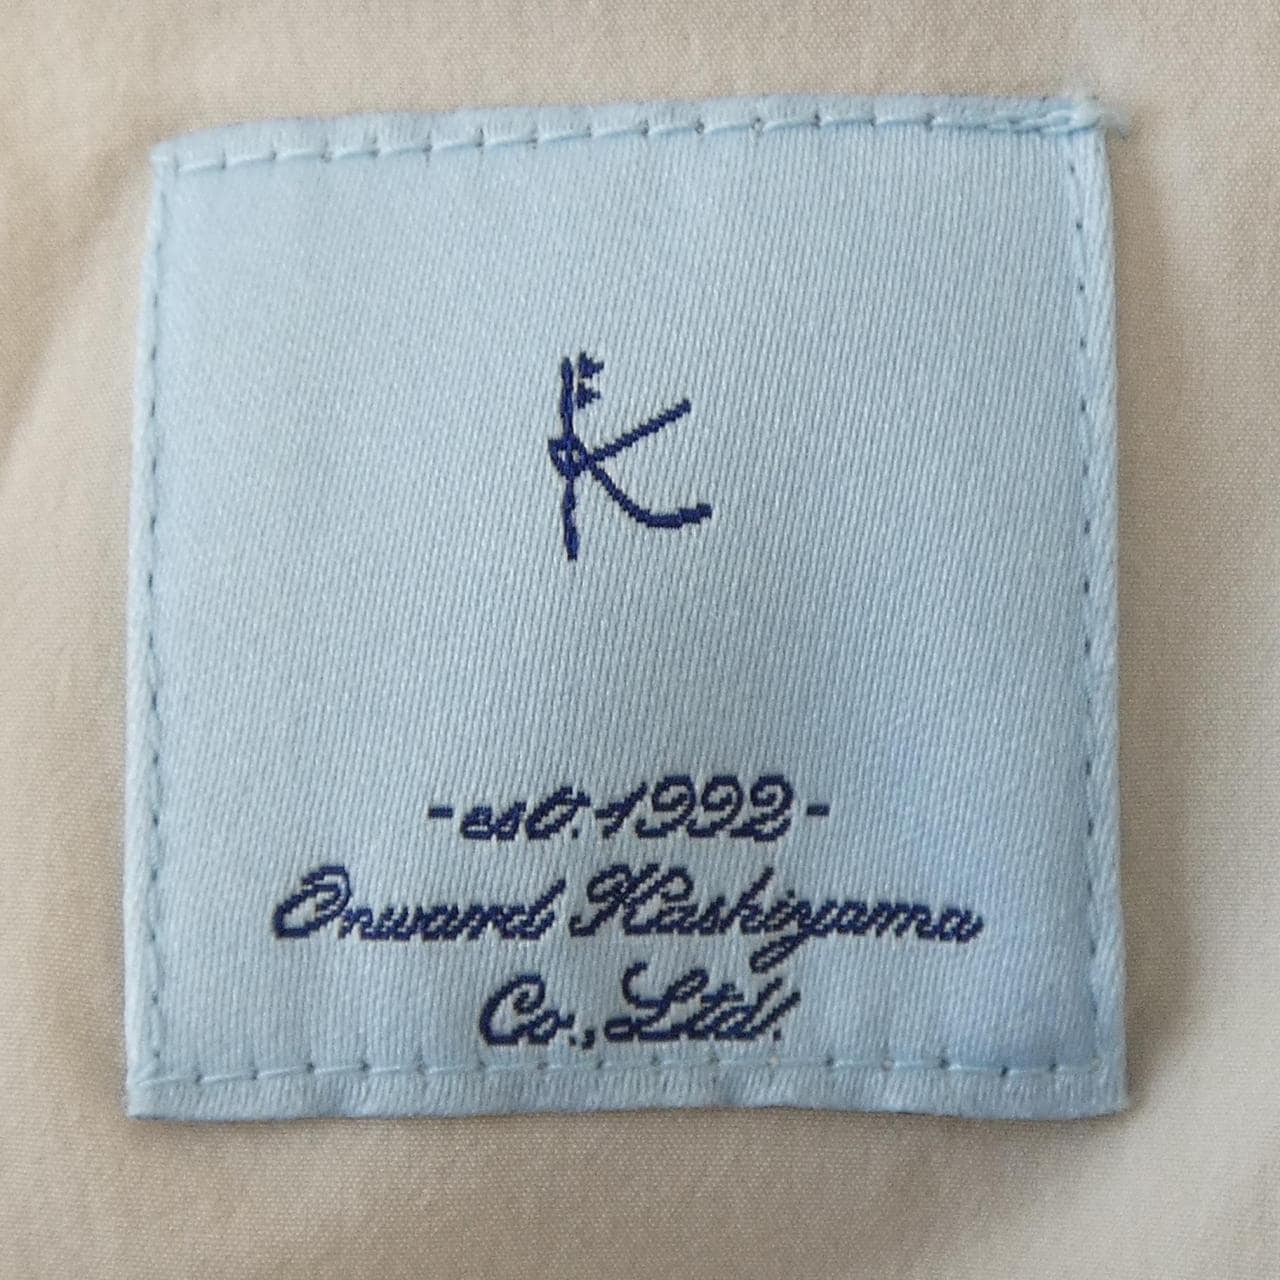 K
-est.1992-
Onward Kashiyama
Co.,Ltd.